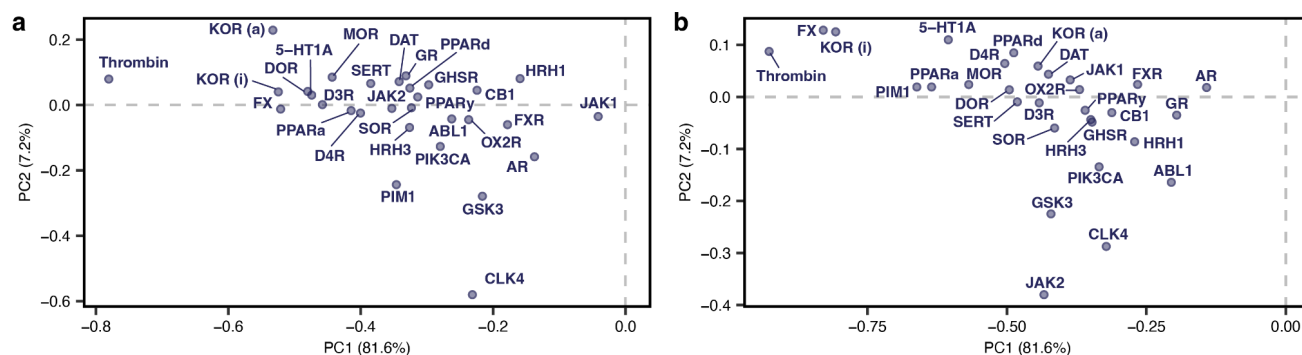 a
KOR (a)
MOR
DAT
PPARd
5–HT1A
GR
Thrombin
DOR
SERT
GHSR
HRH1
KOR (i)
D3R
JAK2
CB1
FX
PPARγ
JAK1
PPARa
SOR
ABL1
FXR
D4R
HRH3
OX2R
PIK3CA
AR
PIM1
GSK3
CLK4
0.2
0.0
−0.2
−0.4
−0.6
PC2 (7.2%)
−0.8
−0.6
−0.4
−0.2
0.0
PC1 (81.6%)
b
FX
5-HT1A
KOR (a)
KOR (i)
PPARd
D4R
DAT
Thrombin
PPARa
MOR
JAK1
FXR
AR
PIM1
OX2R
DOR
PPARγ
GR
SERT
D3R
CB1
SOR
GHSR
HRH3
HRH1
PIK3CA
ABL1
GSK3
CLK4
JAK2
0.1
0.0
−0.1
−0.2
−0.3
−0.4
PC2 (7.2%)
−0.75
−0.50
−0.25
0.00
PC1 (81.6%)